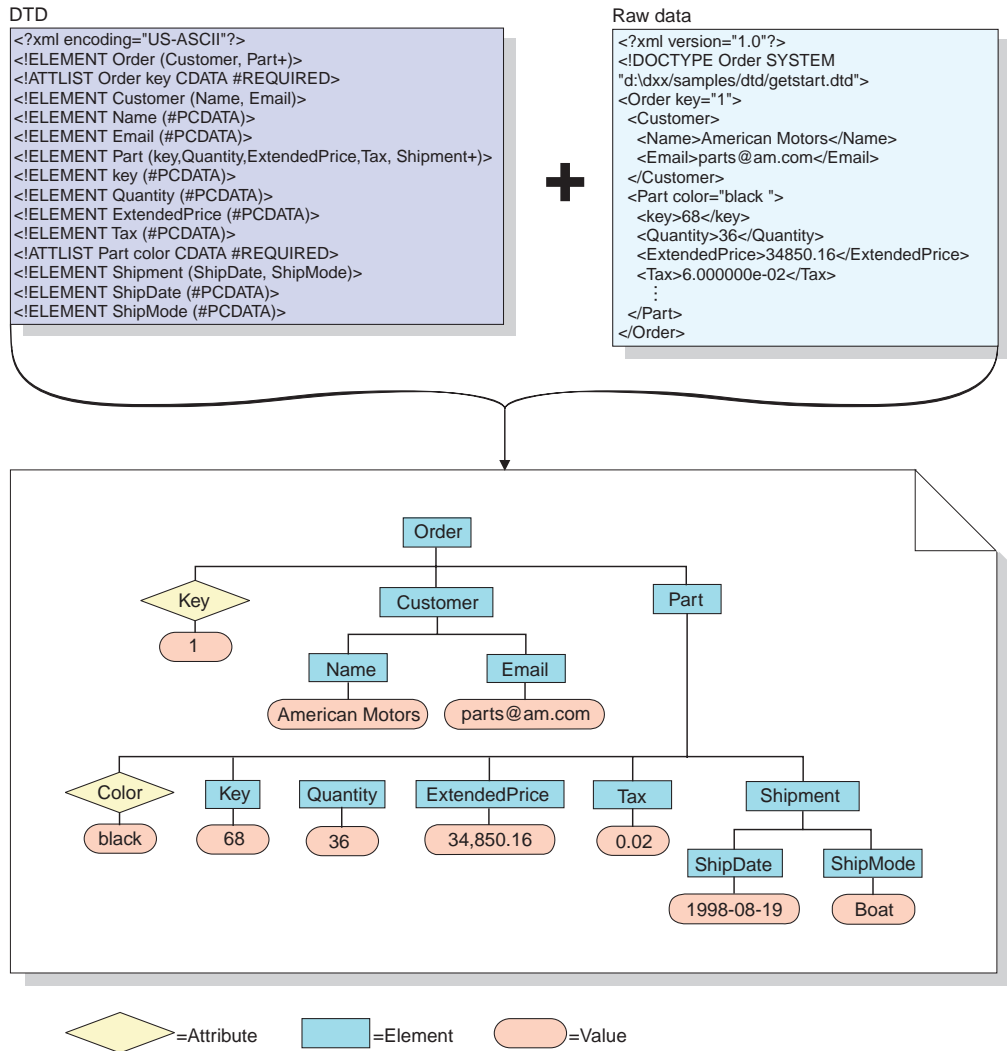 DTD
<?xml encoding="US-ASCII"?>
<!ELEMENT Order (Customer, Part+)>
<!ATTLIST Order key CDATA #REQUIRED>
<!ELEMENT Customer (Name, Email)>
<!ELEMENT Name (#PCDATA)>
<!ELEMENT Email (#PCDATA)>
<!ELEMENT Part (key,Quantity,ExtendedPrice,Tax, Shipment+)>
<!ELEMENT key (#PCDATA)>
<!ELEMENT Quantity (#PCDATA)>
<!ELEMENT ExtendedPrice (#PCDATA)>
<!ELEMENT Tax (#PCDATA)>
<!ATTLIST Part color CDATA #REQUIRED>
<!ELEMENT Shipment (ShipDate, ShipMode)>
<!ELEMENT ShipDate (#PCDATA)>
<!ELEMENT ShipMode (#PCDATA)>
Raw data
<?xml version="1.0"?>
<!DOCTYPE Order SYSTEM
"d:\dxx/samples/dtd/getstart.dtd">
<Order key="1">
<Customer>
<Name>American Motors</Name>
<Email>parts@am.com</Email>
</Customer>
<Part color="black ">
<key>68</key>
<Quantity>36</Quantity>
<ExtendedPrice>34850.16</ExtendedPrice>
<Tax>6.000000e-02</Tax>
⋮
</Part>
</Order>
Order
Key
Customer
Part
1
Name
Email
American Motors
parts@am.com
Color
Key
Quantity
ExtendedPrice
Tax
Shipment
black
68
36
34,850.16
0.02
ShipDate
ShipMode
1998-08-19
Boat
=Attribute
=Element
=Value